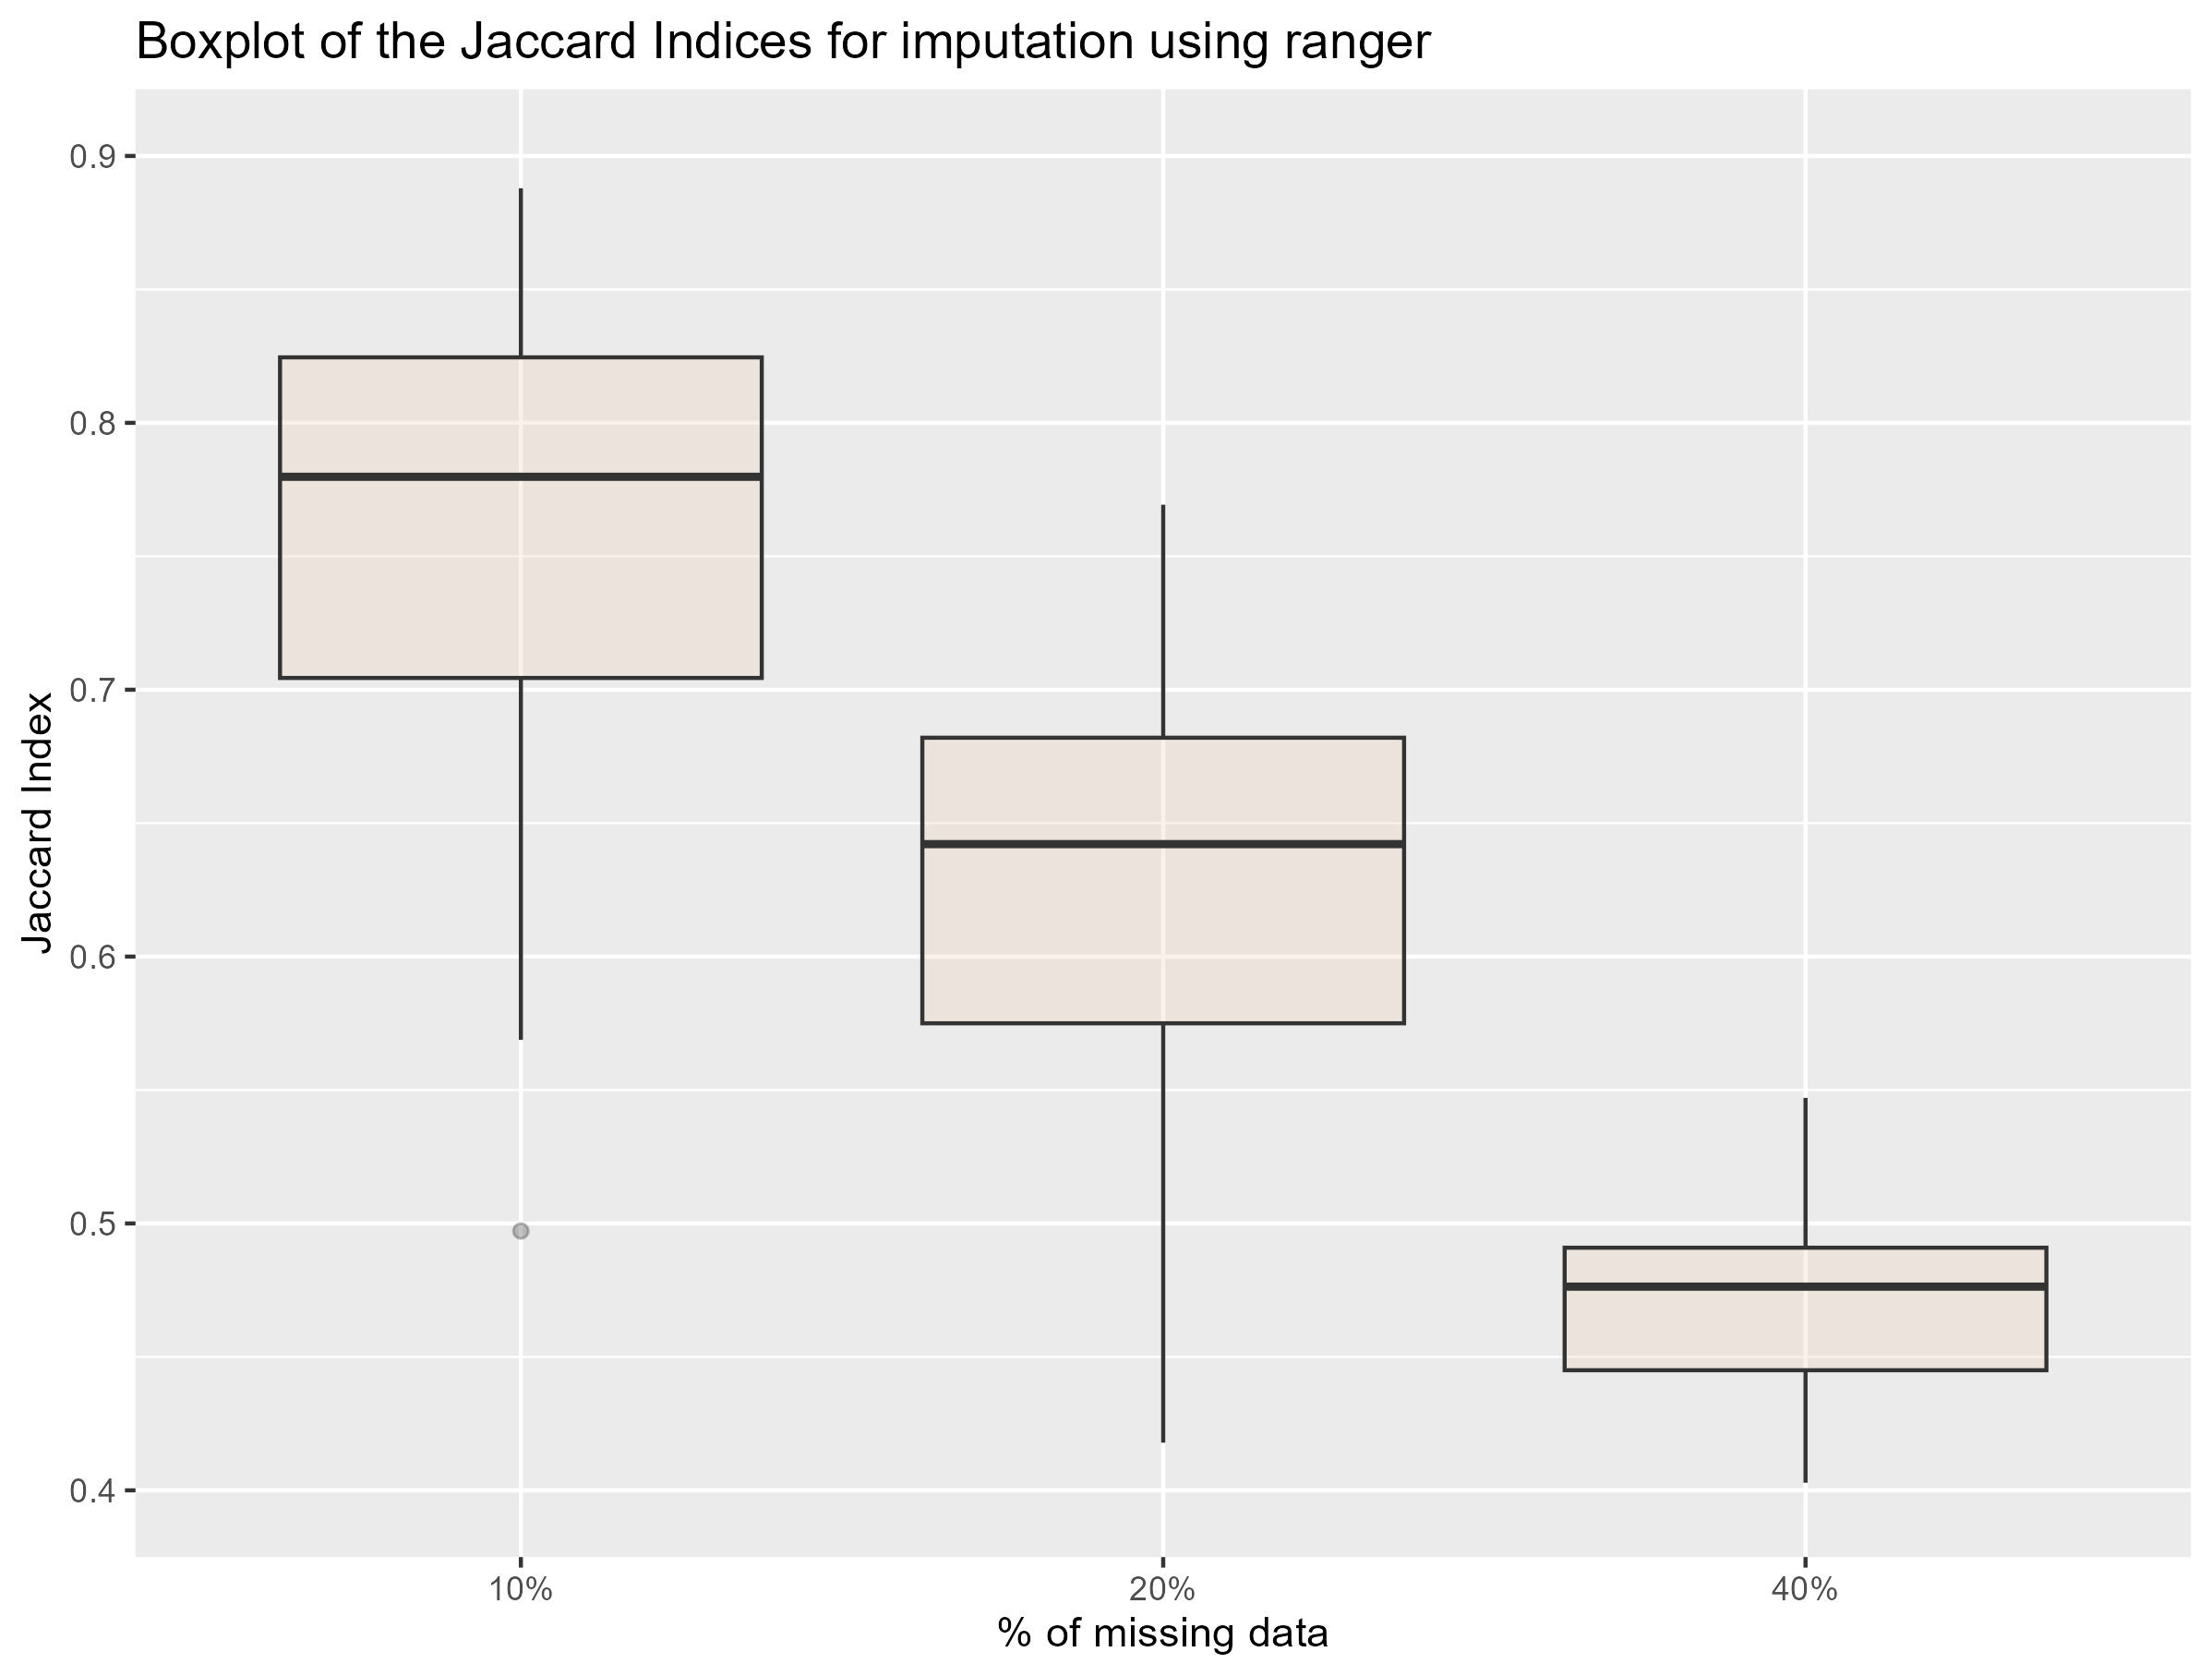 Boxplot of the Jaccard Indices for imputation using ranger
Jaccard Index
0.9
0.8
0.7
0.6
0.5
0.4
10% 20% 40%
% of missing data